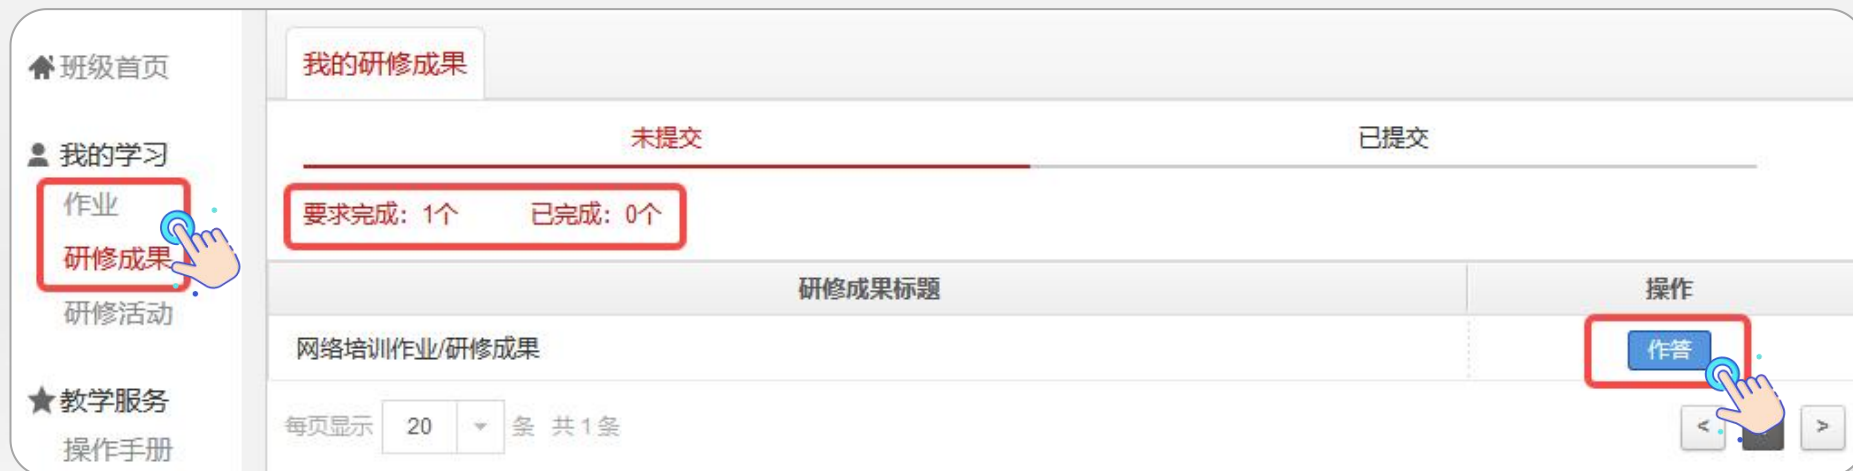 班级首页
我的学习
作业
研修成果
研修活动
教学服务
操作手册
我的研修成果
未提交 已提交
要求完成：1个 已完成：0个
研修成果标题 操作
网络培训作业/研修成果 作答
每页显示 20 条 共1条 < >